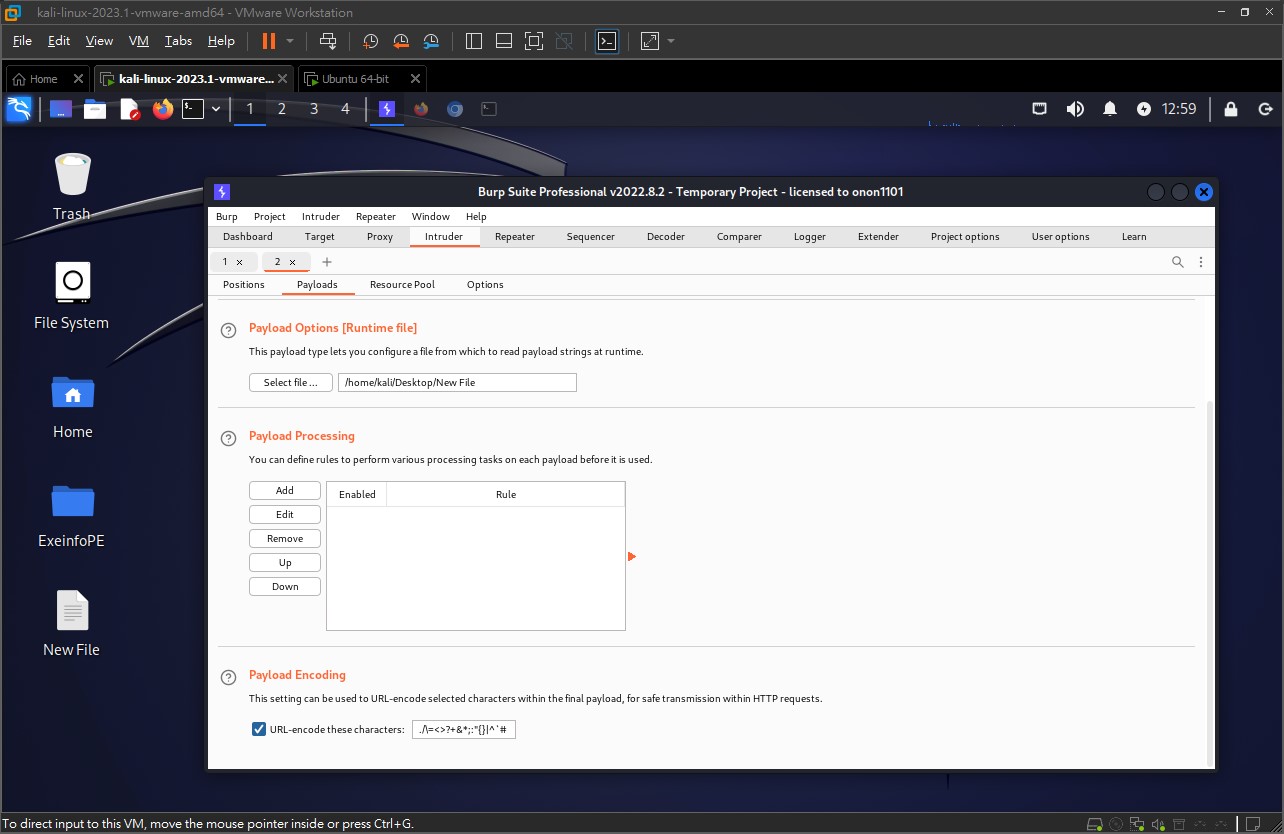 kali-linux-2023.1-vmware-amd64 - VMware Workstation
File Edit View VM Tabs Help
Home kali-linux-2023.1-vmware... Ubuntu 64-bit
1 2 3 4 12:59
Trash
File System
Home
ExeinfoPE
New File
Burp Suite Professional v2022.8.2 - Temporary Project - licensed to onon1101
Burp Project Intruder Repeater Window Help
Dashboard Target Proxy Intruder Repeater Sequencer Decoder Comparer Logger Extender Project options User options Learn
1 × 2 × +
Positions Payloads Resource Pool Options
? Payload Options [Runtime file]
This payload type lets you configure a file from which to read payload strings at runtime.
Select file ... /home/kali/Desktop/New File
? Payload Processing
You can define rules to perform various processing tasks on each payload before it is used.
Add
Edit
Remove
Up
Down
Enabled Rule
? Payload Encoding
This setting can be used to URL-encode selected characters within the final payload, for safe transmission within HTTP requests.
URL-encode these characters: ./\=<>?+&*;:"{}|^`#
To direct input to this VM, move the mouse pointer inside or press Ctrl+G.